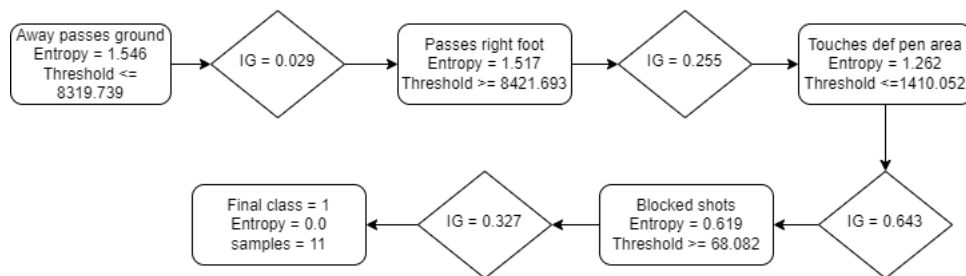 Away passes ground
Entropy = 1.546
Threshold <=
8319.739
IG = 0.029
Passes right foot
Entropy = 1.517
Threshold >= 8421.693
IG = 0.255
Touches def pen area
Entropy = 1.262
Threshold <=1410.052
IG = 0.643
Blocked shots
Entropy = 0.619
Threshold >= 68.082
IG = 0.327
Final class = 1
Entropy = 0.0
samples = 11